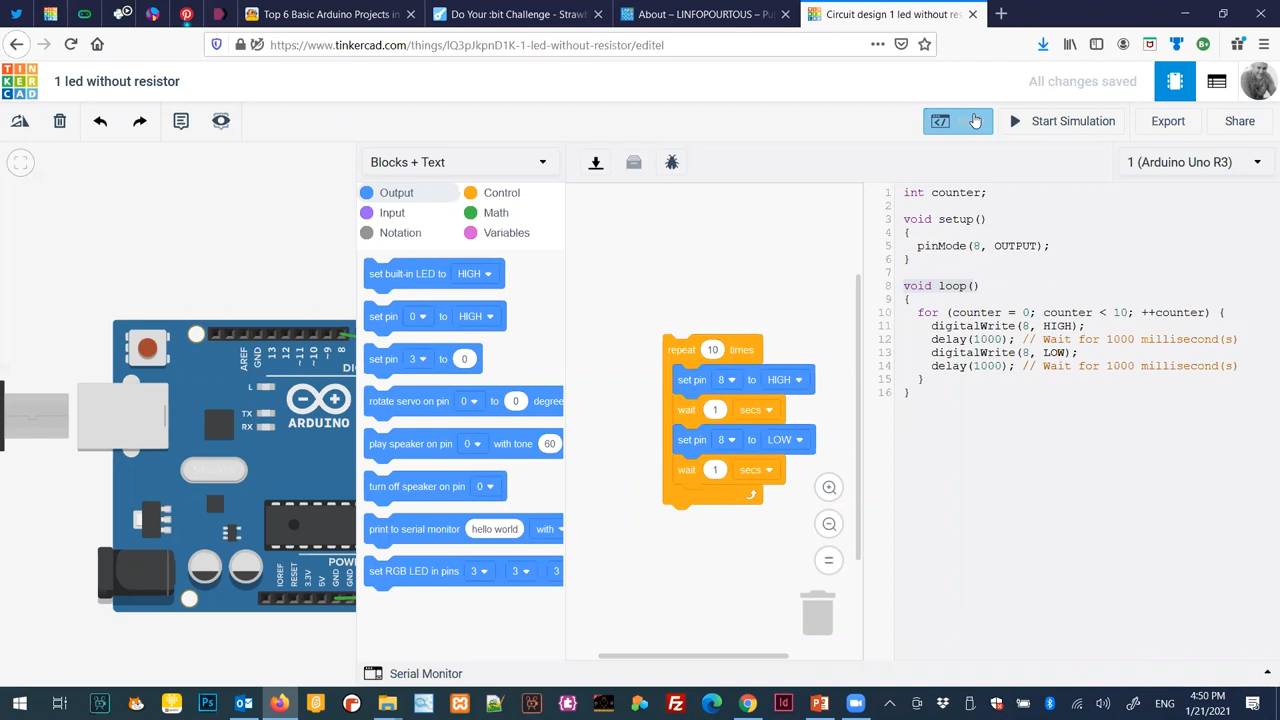 Top 6 Basic Arduino Projects in
Do Your :bit Challenge - Strawb
About – LINFOPOURTOUS – Pu
Circuit design 1 led without res
https://www.tinkercad.com/things/IQ3pJkpnD1K-1-led-without-resistor/editel
TIN
KER
CAD
1 led without resistor
All changes saved
Start Simulation
Export
Share
Blocks + Text
1 (Arduino Uno R3)
Output
Control
Input
Math
Notation
Variables
set built-in LED to HIGH
set pin 0 to HIGH
set pin 3 to 0
rotate servo on pin 0 to 0 degree
play speaker on pin 0 with tone 60
turn off speaker on pin 0
print to serial monitor hello world with
set RGB LED in pins 3 3 3
repeat 10 times
set pin 8 to HIGH
wait 1 secs
set pin 8 to LOW
wait 1 secs
1 int counter;
2
3 void setup()
4 {
5 pinMode(8, OUTPUT);
6 }
7
8 void loop()
9 {
10 for (counter = 0; counter < 10; ++counter) {
11 digitalWrite(8, HIGH);
12 delay(1000); // Wait for 1000 millisecond(s)
13 digitalWrite(8, LOW);
14 delay(1000); // Wait for 1000 millisecond(s)
15 }
16 }
AREF
GND
13
12
~11
~10
~9
8
L
TX
RX
ARDUINO
IOREF
RESET
3.3V
5V
GND
GND
Serial Monitor
ENG
4:50 PM
1/21/2021